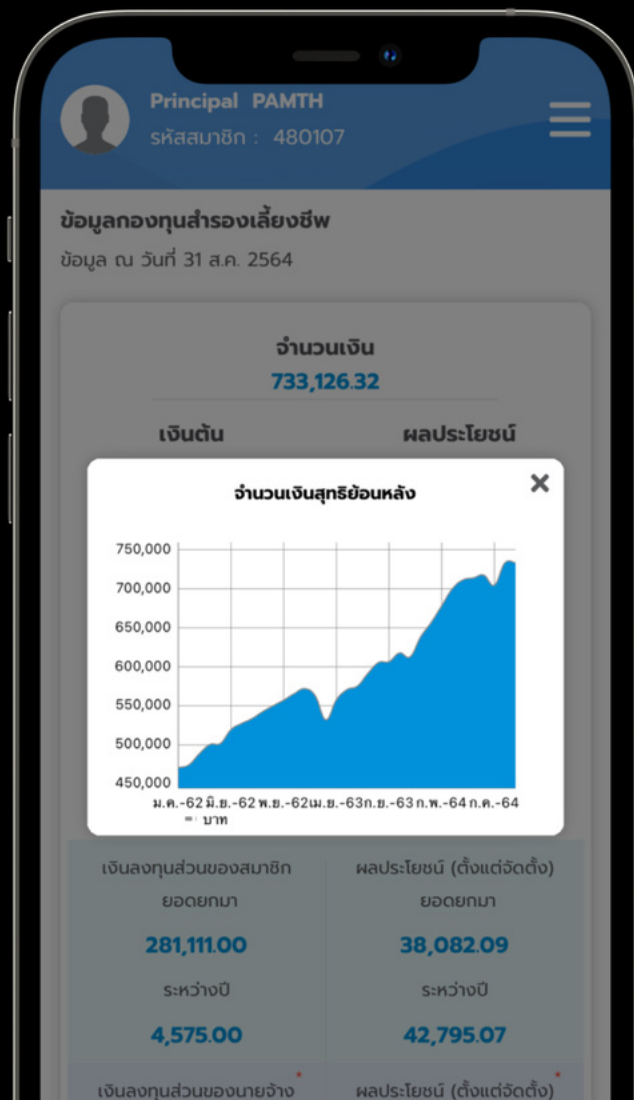 Principal PAMTH
รหัสสมาชิก : 480107
ข้อมูลกองทุนสำรองเลี้ยงชีพ
ข้อมูล ณ วันที่ 31 ส.ค. 2564
จำนวนเงิน
733,126.32
เงินต้น ผลประโยชน์
จำนวนเงินสุทธิย้อนหลัง ×
750,000
700,000
650,000
600,000
550,000
500,000
450,000
ม.ค.-62 มิ.ย.-62 พ.ย.-62 เม.ย.-63 ก.ย.-63 ก.พ.-64 ก.ค.-64
บาท
เงินลงทุนส่วนของสมาชิก ผลประโยชน์ (ตั้งแต่จัดตั้ง)
ยอดยกมา ยอดยกมา
281,111.00 38,082.09
ระหว่างปี ระหว่างปี
4,575.00 42,795.07
เงินลงทุนส่วนของนายจ้าง* ผลประโยชน์ (ตั้งแต่จัดตั้ง)*